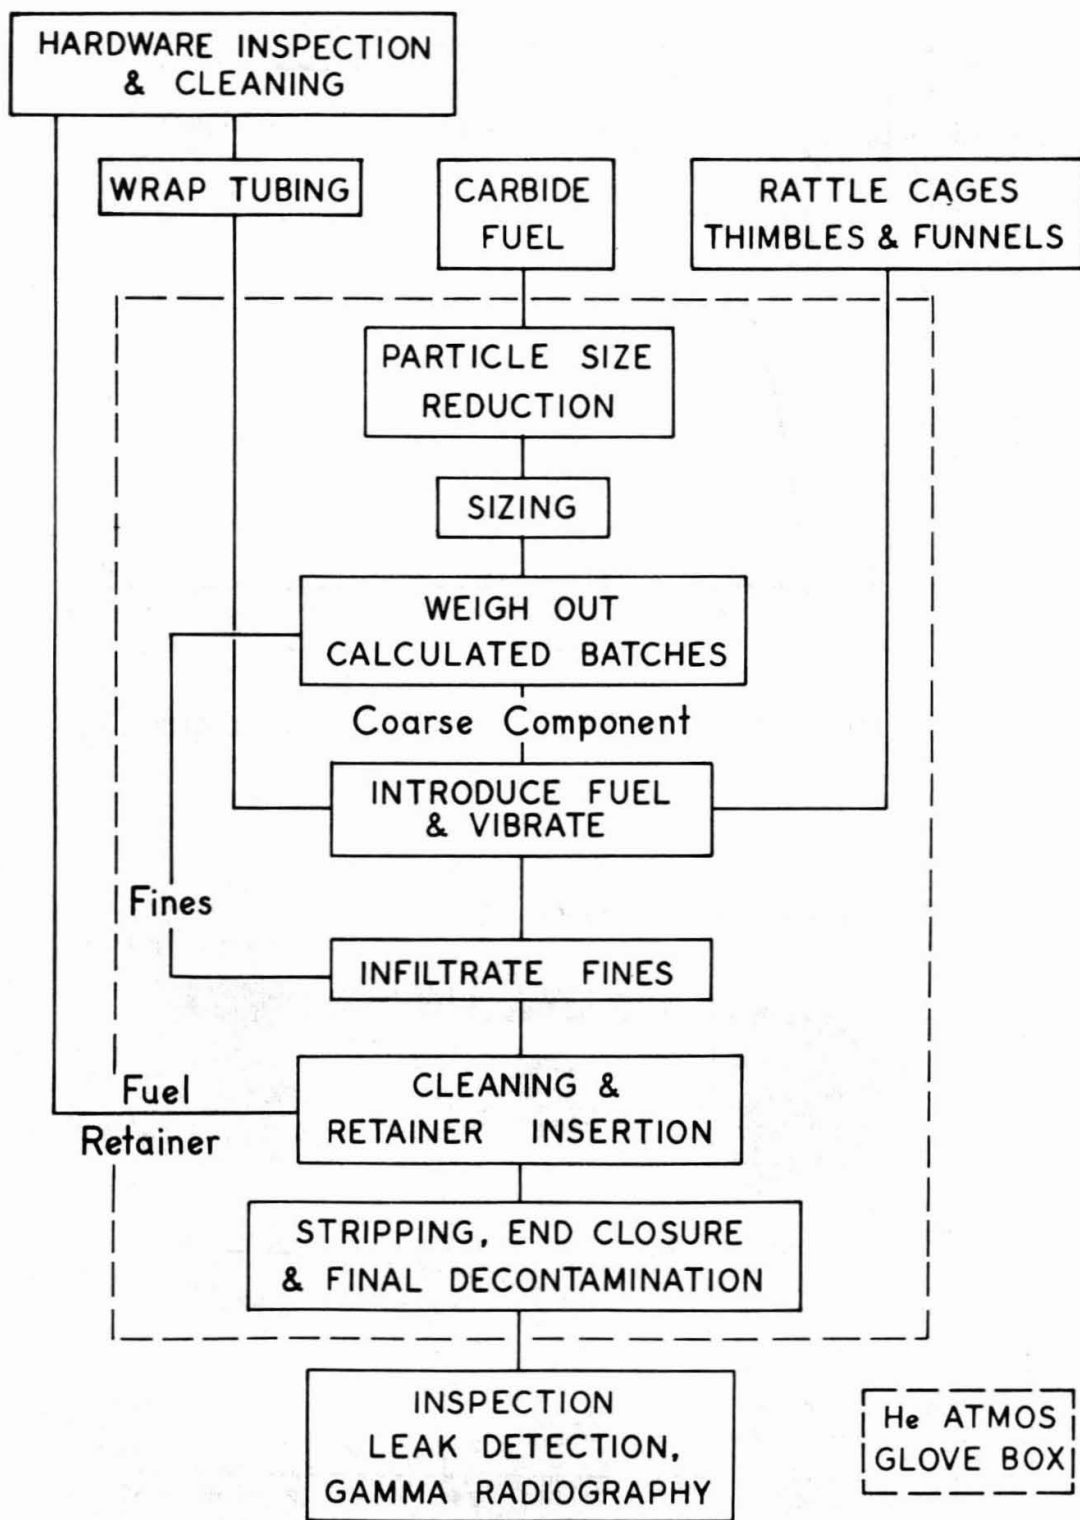 HARDWARE INSPECTION
& CLEANING
WRAP TUBING
CARBIDE
FUEL
RATTLE CAGES
THIMBLES & FUNNELS
PARTICLE SIZE
REDUCTION
SIZING
WEIGH OUT
CALCULATED BATCHES
Coarse Component
INTRODUCE FUEL
& VIBRATE
Fines
INFILTRATE FINES
Fuel
Retainer
CLEANING &
RETAINER INSERTION
STRIPPING, END CLOSURE
& FINAL DECONTAMINATION
INSPECTION
LEAK DETECTION,
GAMMA RADIOGRAPHY
He ATMOS
GLOVE BOX